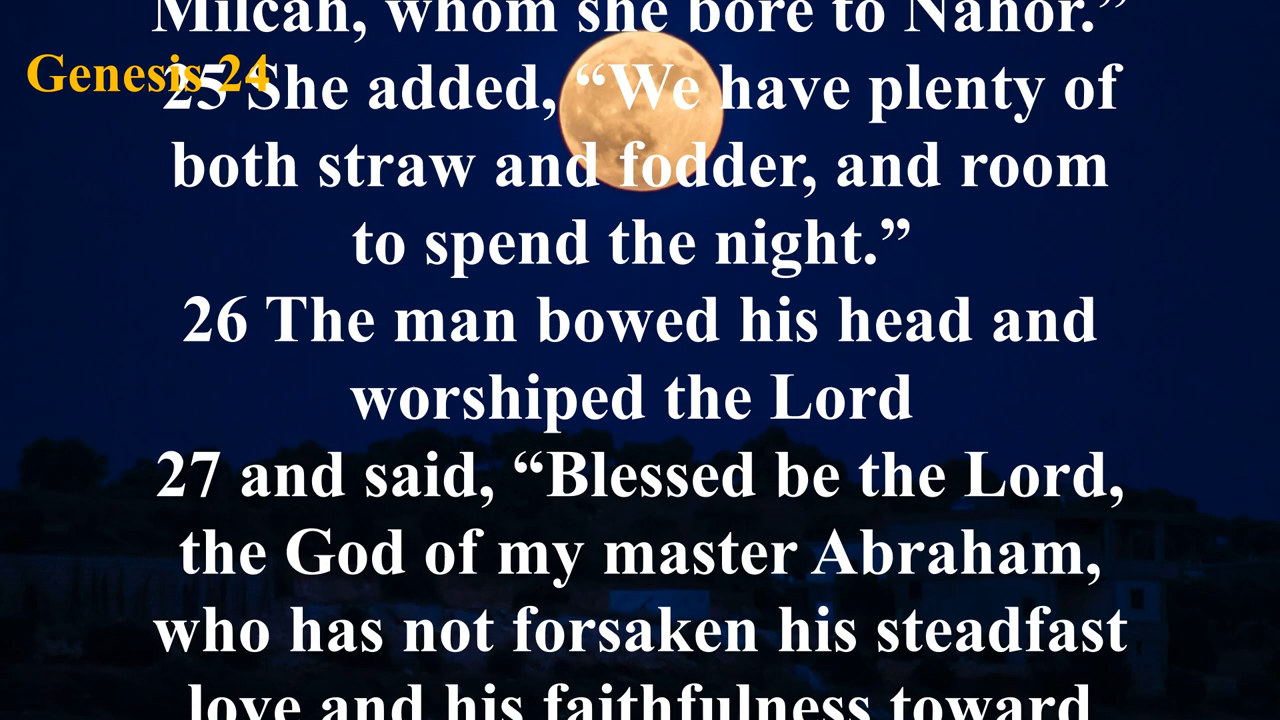 Milcah, whom she bore to Nahor.”
Genesis 24
25 She added, “We have plenty of
both straw and fodder, and room
to spend the night.”
26 The man bowed his head and
worshiped the Lord
27 and said, “Blessed be the Lord,
the God of my master Abraham,
who has not forsaken his steadfast
love and his faithfulness toward